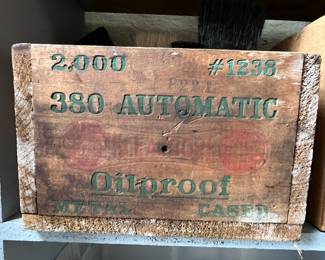 2,000 #1238
380 AUTOMATIC
Oilproof
METAL CASED